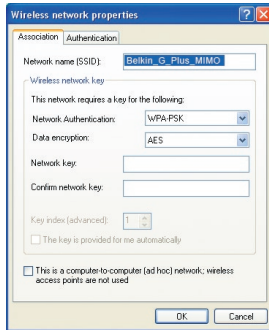 Wireless network properties
Association Authentication
Network name (SSID): Belkin_G_Plus_MIMO
Wireless network key
This network requires a key for the following:
Network Authentication: WPA-PSK
Data encryption: AES
Network key:
Confirm network key:
Key index (advanced): 1
The key is provided for me automatically
This is a computer-to-computer (ad hoc) network; wireless
access points are not used
OK Cancel